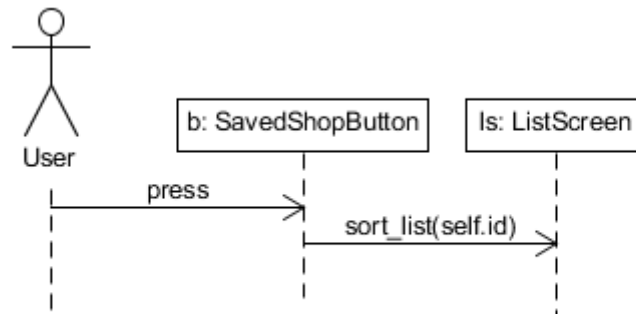 User
b: SavedShopButton
ls: ListScreen
press
sort_list(self.id)